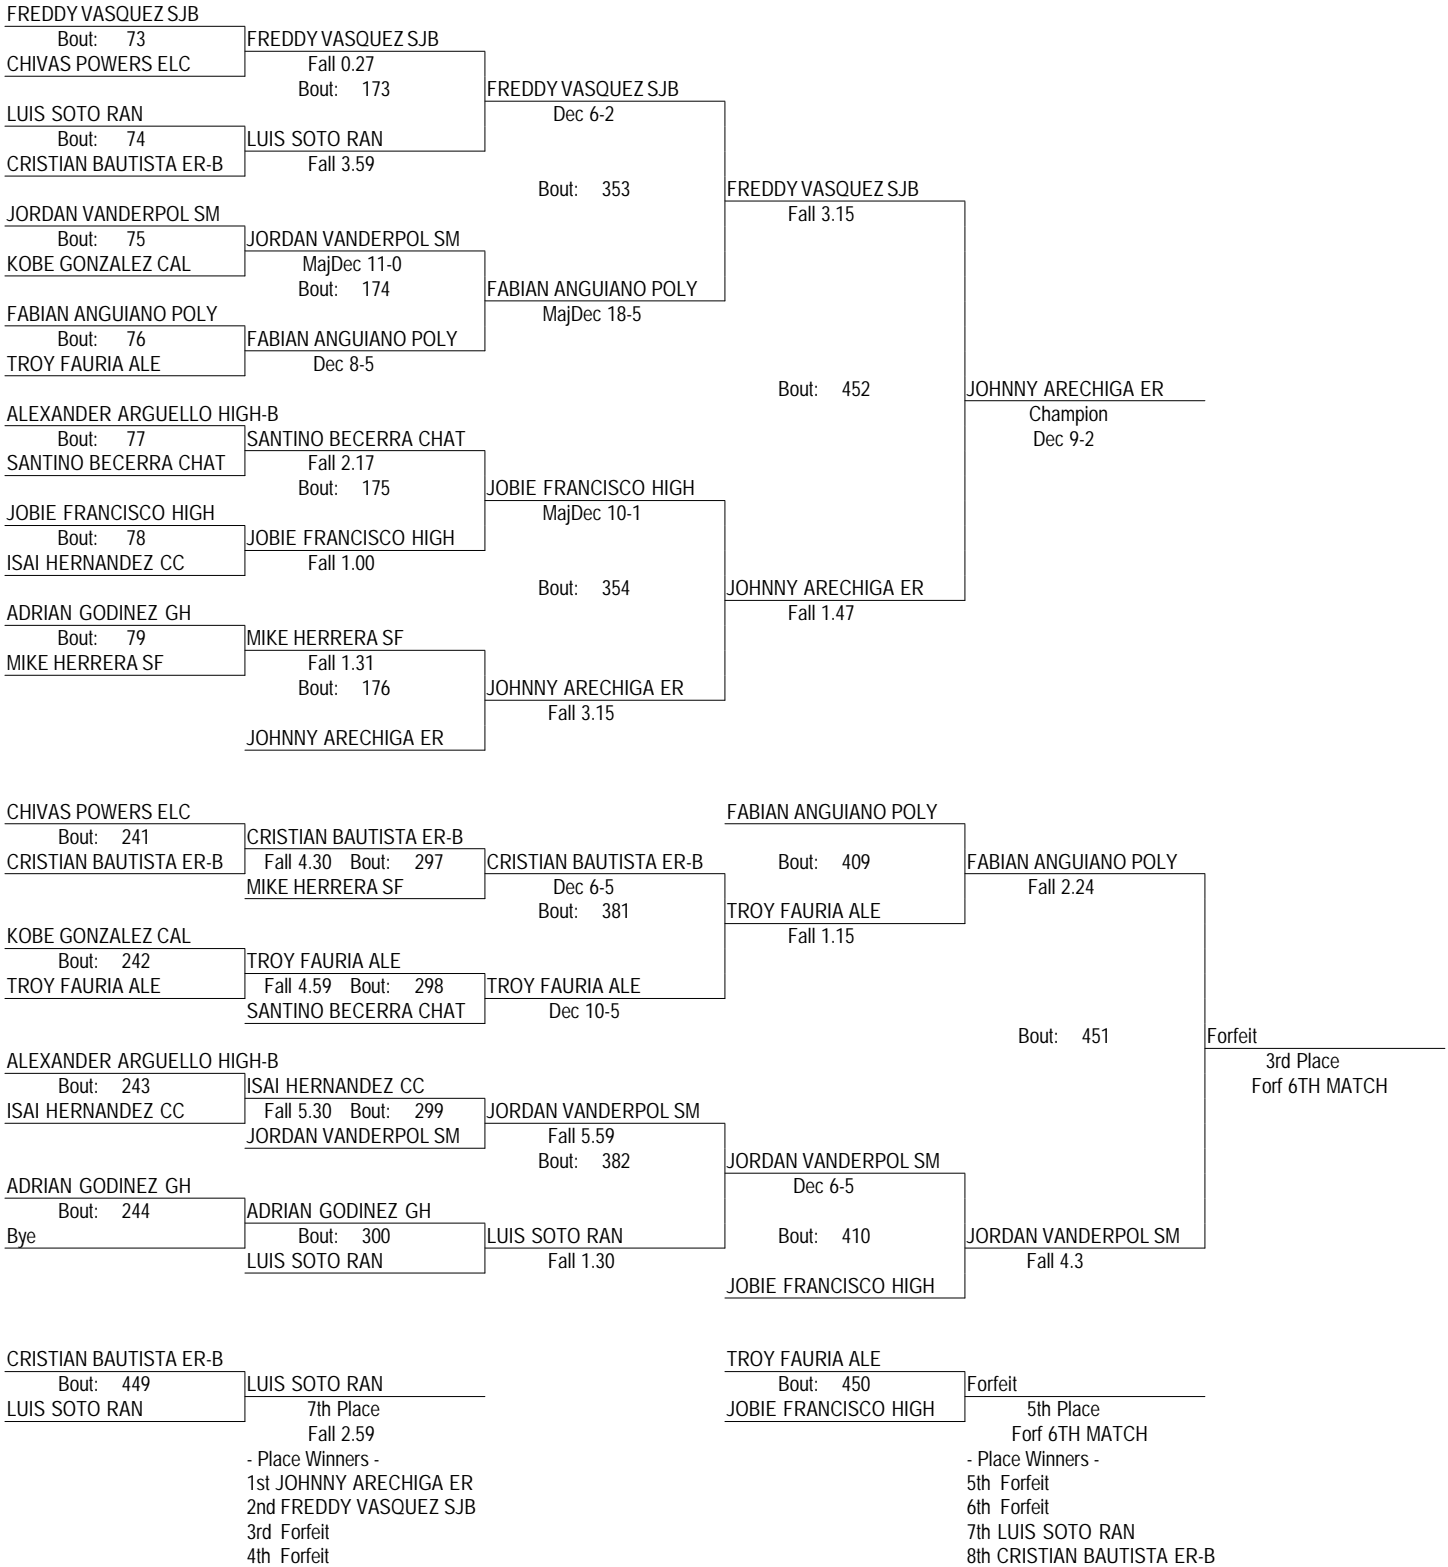 FREDDY VASQUEZ SJB
Bout: 73
FREDDY VASQUEZ SJB
CHIVAS POWERS ELC
Fall 0.27
Bout: 173
FREDDY VASQUEZ SJB
LUIS SOTO RAN
Dec 6-2
Bout: 74
LUIS SOTO RAN
CRISTIAN BAUTISTA ER-B
Fall 3.59
Bout: 353
FREDDY VASQUEZ SJB
JORDAN VANDERPOL SM
Fall 3.15
Bout: 75
JORDAN VANDERPOL SM
KOBE GONZALEZ CAL
MajDec 11-0
Bout: 174
FABIAN ANGUIANO POLY
FABIAN ANGUIANO POLY
MajDec 18-5
Bout: 76
FABIAN ANGUIANO POLY
TROY FAURIA ALE
Dec 8-5
Bout: 452
JOHNNY ARECHIGA ER
ALEXANDER ARGUELLO HIGH-B
Champion
Bout: 77
SANTINO BECERRA CHAT
Dec 9-2
SANTINO BECERRA CHAT
Fall 2.17
Bout: 175
JOBIE FRANCISCO HIGH
JOBIE FRANCISCO HIGH
MajDec 10-1
Bout: 78
JOBIE FRANCISCO HIGH
ISAI HERNANDEZ CC
Fall 1.00
Bout: 354
JOHNNY ARECHIGA ER
ADRIAN GODINEZ GH
Fall 1.47
Bout: 79
MIKE HERRERA SF
MIKE HERRERA SF
Fall 1.31
Bout: 176
JOHNNY ARECHIGA ER
Fall 3.15
JOHNNY ARECHIGA ER
CHIVAS POWERS ELC
FABIAN ANGUIANO POLY
Bout: 241
CRISTIAN BAUTISTA ER-B
CRISTIAN BAUTISTA ER-B
Fall 4.30 Bout: 297
CRISTIAN BAUTISTA ER-B
Bout: 409
FABIAN ANGUIANO POLY
MIKE HERRERA SF
Dec 6-5
Fall 2.24
Bout: 381
TROY FAURIA ALE
KOBE GONZALEZ CAL
Fall 1.15
Bout: 242
TROY FAURIA ALE
TROY FAURIA ALE
Fall 4.59 Bout: 298
TROY FAURIA ALE
SANTINO BECERRA CHAT
Dec 10-5
Bout: 451
Forfeit
ALEXANDER ARGUELLO HIGH-B
3rd Place
Bout: 243
ISAI HERNANDEZ CC
Forf 6TH MATCH
ISAI HERNANDEZ CC
Fall 5.30 Bout: 299
JORDAN VANDERPOL SM
JORDAN VANDERPOL SM
Fall 5.59
Bout: 382
JORDAN VANDERPOL SM
ADRIAN GODINEZ GH
Dec 6-5
Bout: 244
ADRIAN GODINEZ GH
Bye
Bout: 300
LUIS SOTO RAN
Bout: 410
JORDAN VANDERPOL SM
LUIS SOTO RAN
Fall 1.30
Fall 4.3
JOBIE FRANCISCO HIGH
CRISTIAN BAUTISTA ER-B
TROY FAURIA ALE
Bout: 449
LUIS SOTO RAN
Bout: 450
Forfeit
LUIS SOTO RAN
7th Place
JOBIE FRANCISCO HIGH
5th Place
Fall 2.59
Forf 6TH MATCH
- Place Winners -
1st JOHNNY ARECHIGA ER
2nd FREDDY VASQUEZ SJB
3rd Forfeit
4th Forfeit
- Place Winners -
5th Forfeit
6th Forfeit
7th LUIS SOTO RAN
8th CRISTIAN BAUTISTA ER-B